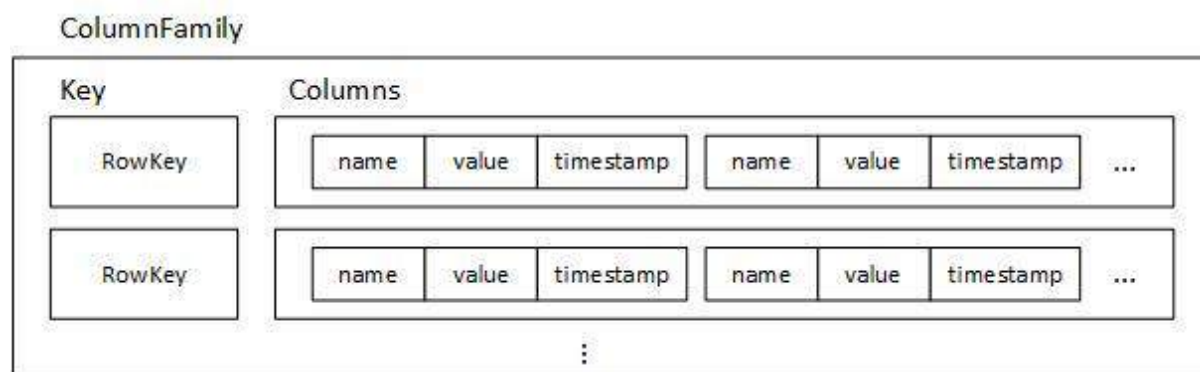 ColumnFamily
Key Columns
RowKey name value timestamp name value timestamp ...
RowKey name value timestamp name value timestamp ...
⋮